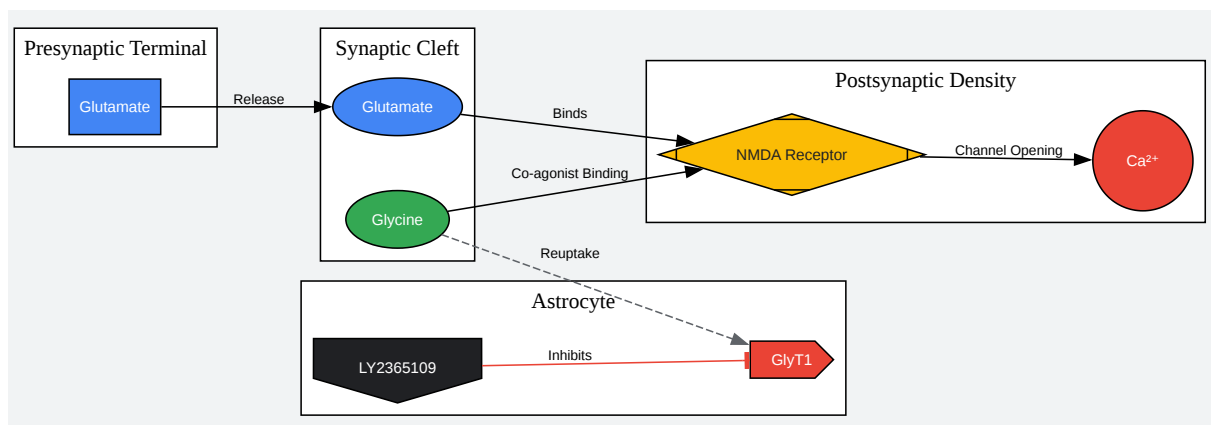 Presynaptic Terminal
Glutamate
Release
Synaptic Cleft
Glutamate
Glycine
Binds
Co-agonist Binding
Reuptake
Postsynaptic Density
NMDA Receptor
Channel Opening
Ca²⁺
Astrocyte
LY2365109
Inhibits
GlyT1